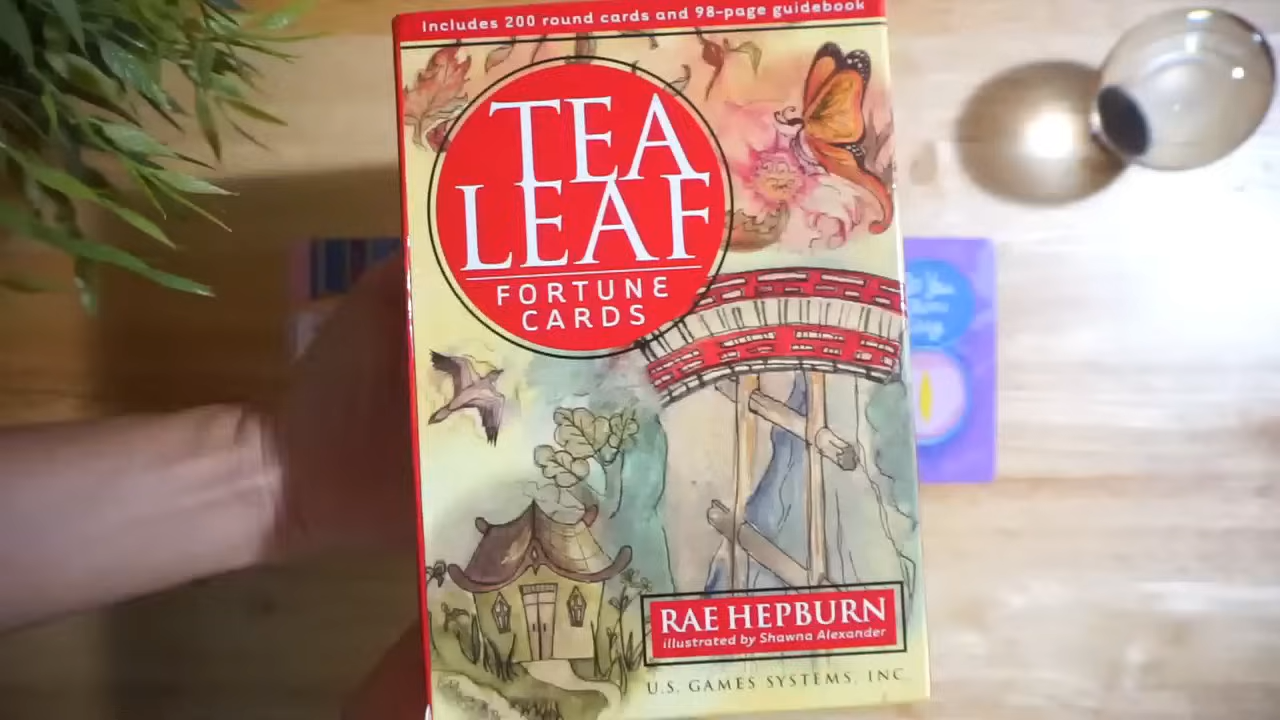 Includes 200 round cards and 98-page guidebook
TEA
LEAF
FORTUNE
CARDS
RAE HEPBURN
illustrated by Shawna Alexander
U.S. GAMES SYSTEMS, INC